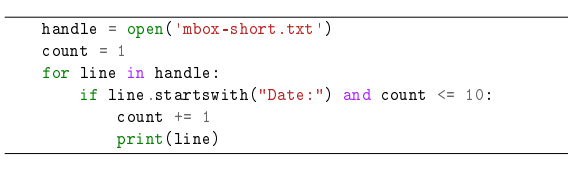 handle = open('mbox-short.txt')
count = 1
for line in handle:
    if line.startswith("Date:") and count <= 10:
        count += 1
        print(line)